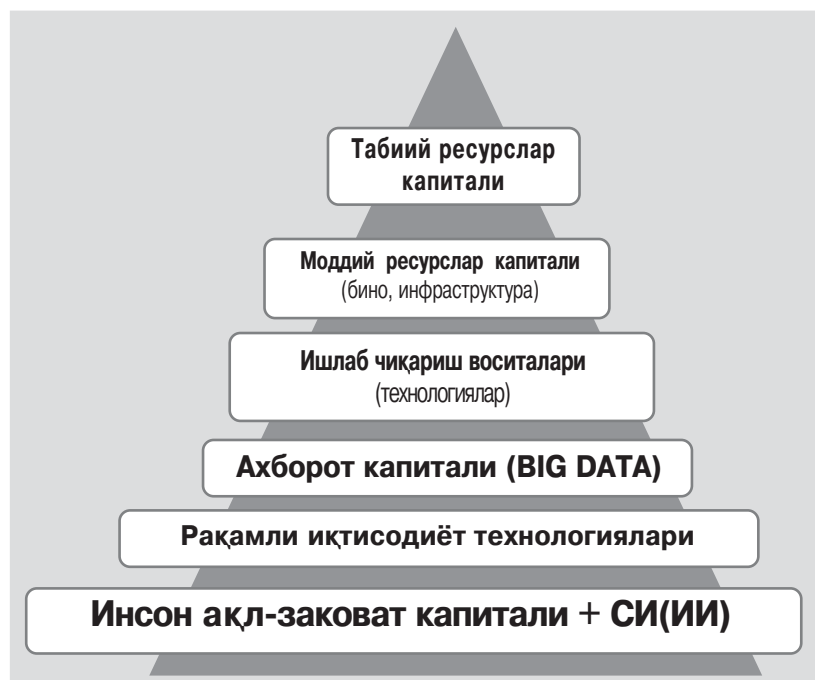 Табиий ресурслар
капитали
Моддий ресурслар капитали
(бино, инфраструктура)
Ишлаб чиқариш воситалари
(технологиялар)
Ахборот капитали (BIG DATA)
Рақамли иқтисодиёт технологиялари
Инсон ақл-заковат капитали + СИ(ИИ)